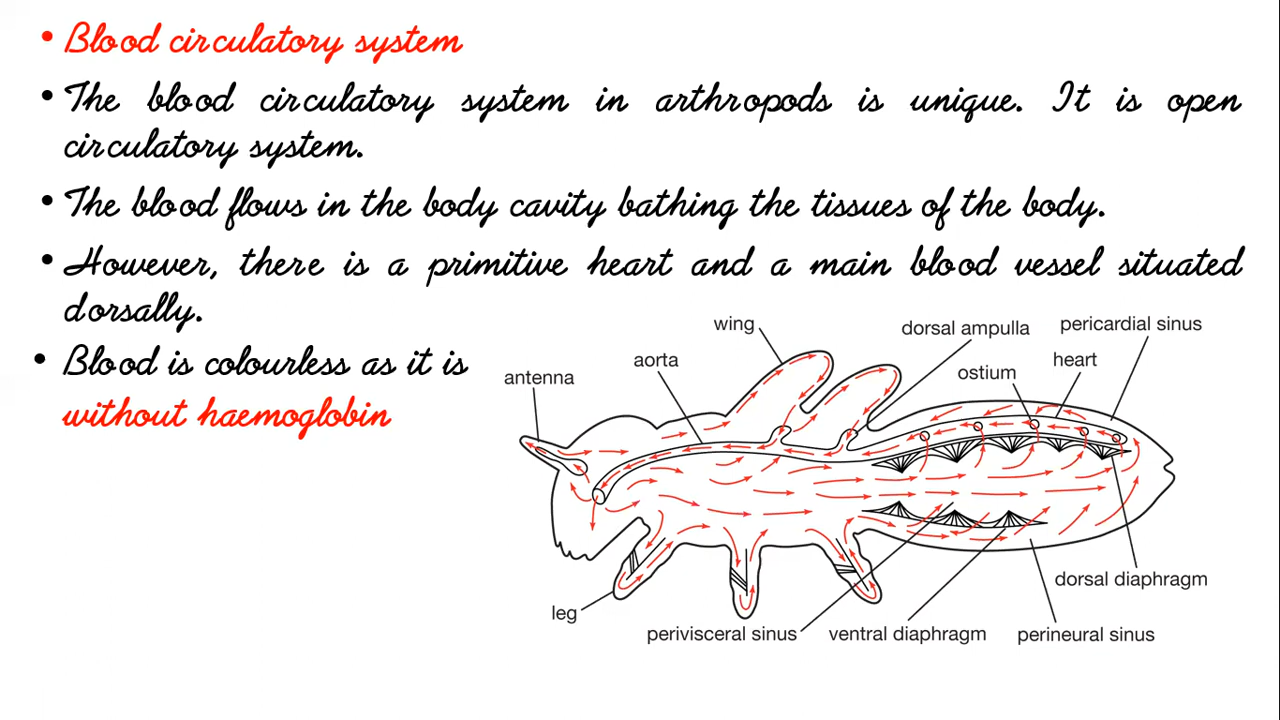 • Blood circulatory system
• The blood circulatory system in arthropods is unique. It is open
circulatory system.
• The blood flows in the body cavity bathing the tissues of the body.
• However, there is a primitive heart and a main blood vessel situated
dorsally.
• Blood is colourless as it is
without haemoglobin
wing
dorsal ampulla
pericardial sinus
aorta
heart
ostium
antenna
dorsal diaphragm
leg
perivisceral sinus
ventral diaphragm
perineural sinus